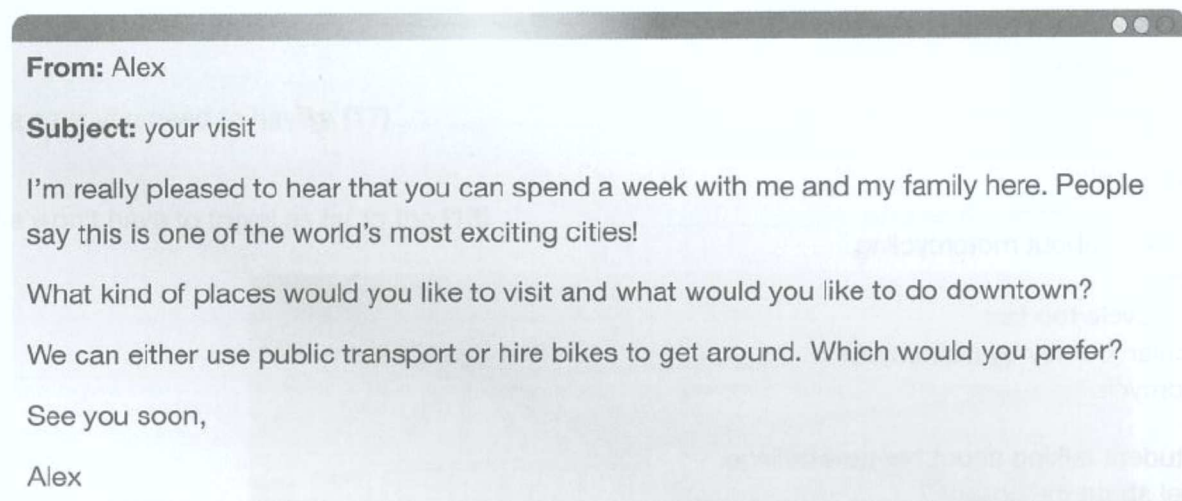 From: Alex
Subject: your visit
I'm really pleased to hear that you can spend a week with me and my family here. People
say this is one of the world's most exciting cities!
What kind of places would you like to visit and what would you like to do downtown?
We can either use public transport or hire bikes to get around. Which would you prefer?
See you soon,
Alex